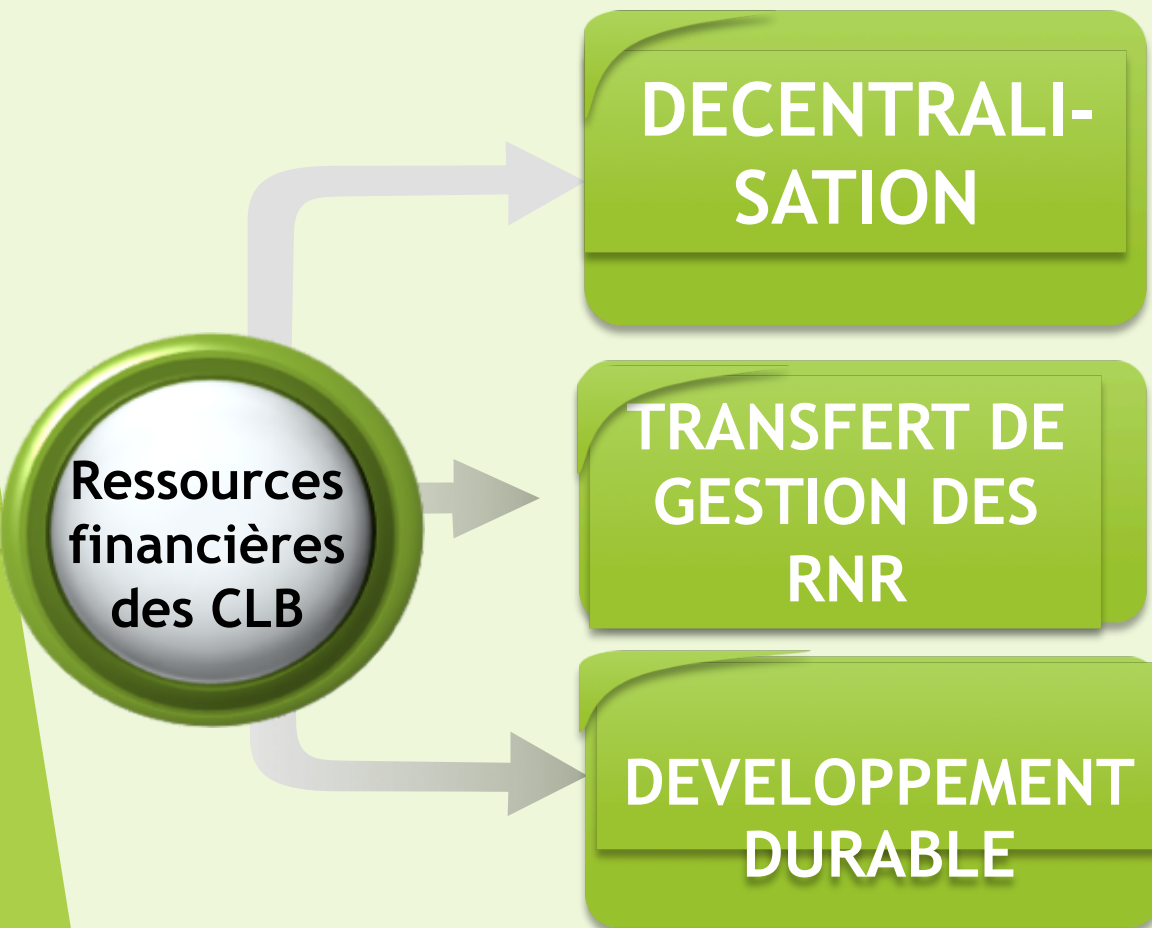 DECENTRALI-
SATION
Ressources
financières
des CLB
TRANSFERT DE
GESTION DES
RNR
DEVELOPPEMENT
DURABLE